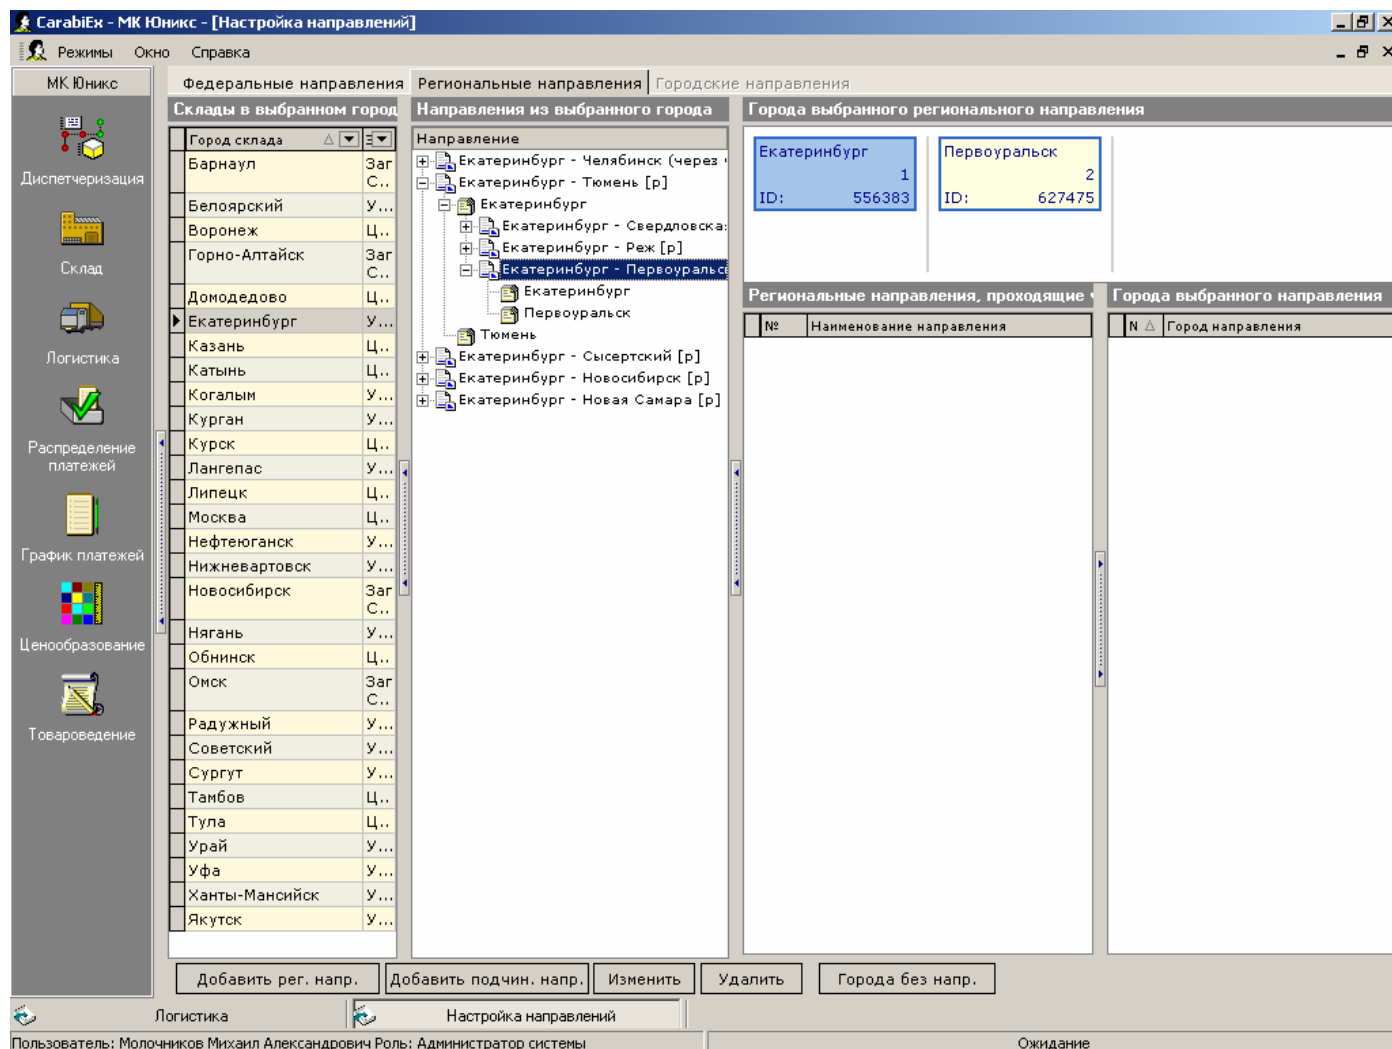 CarabiEx - МК Юникс - [Настройка направлений]
Режимы Окно Справка
МК Юникс
Диспетчеризация
Склад
Логистика
Распределение
платежей
График платежей
Ценообразование
Товароведение
Федеральные направления Региональные направления Городские направления
Склады в выбранном город
Город склада
Барнаул Заг
С..
Белоярский У...
Воронеж Ц..
Горно-Алтайск Заг
С..
Домодедово Ц..
Екатеринбург У...
Казань Ц..
Катынь Ц..
Когалым У...
Курган У...
Курск Ц..
Лангепас У...
Липецк Ц..
Москва Ц..
Нефтеюганск У...
Нижневартовск У...
Новосибирск Заг
С..
Нягань У...
Обнинск Ц..
Омск Заг
С..
Радужный У...
Советский У...
Сургут У...
Тамбов Ц..
Тула Ц..
Урай У...
Уфа У...
Ханты-Мансийск У...
Якутск У...
Направления из выбранного города
Направление
Екатеринбург - Челябинск (через
Екатеринбург - Тюмень [р]
Екатеринбург
Екатеринбург - Свердловска
Екатеринбург - Реж [р]
Екатеринбург - Первоуральс
Екатеринбург
Первоуральск
Тюмень
Екатеринбург - Сысертский [р]
Екатеринбург - Новосибирск [р]
Екатеринбург - Новая Самара [р]
Города выбранного регионального направления
Екатеринбург
1
ID: 556383
Первоуральск
2
ID: 627475
Региональные направления, проходящие
№ Наименование направления
Города выбранного направления
N Город направления
Добавить рег. напр. Добавить подчин. напр. Изменить Удалить Города без напр.
Логистика Настройка направлений
Пользователь: Молочников Михаил Александрович Роль: Администратор системы Ожидание